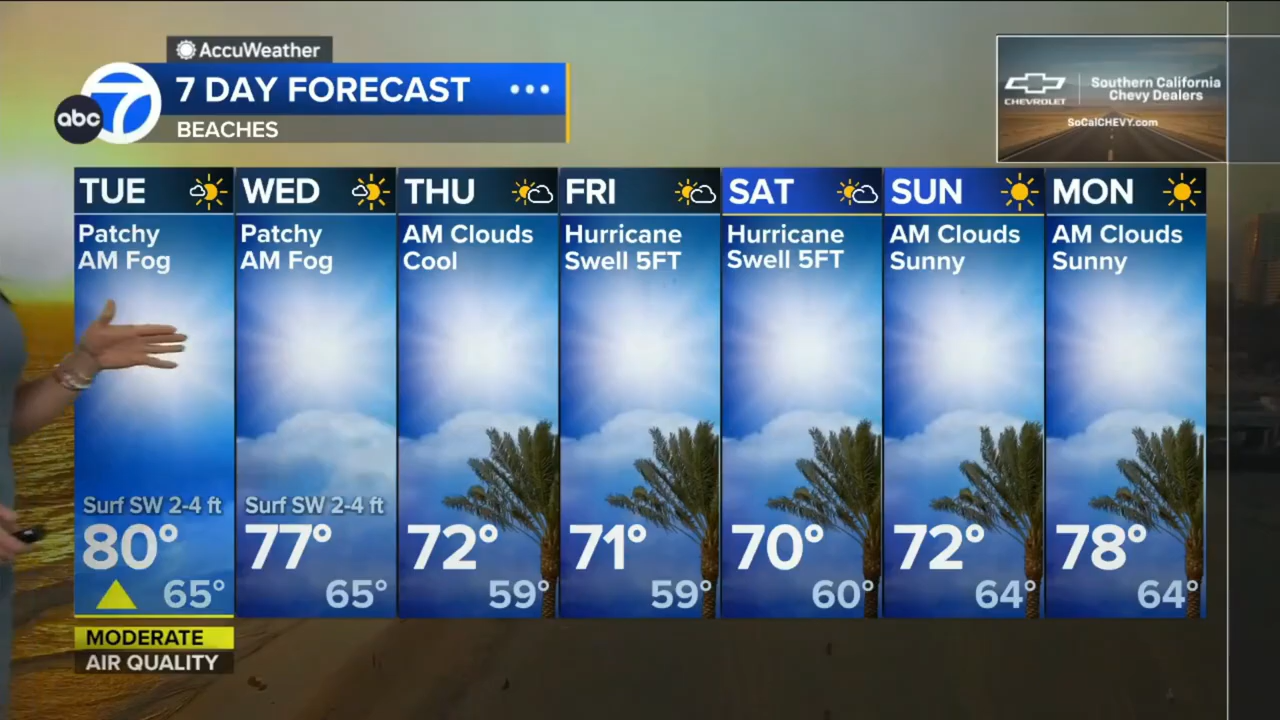 AccuWeather
abc 7
7 DAY FORECAST
BEACHES
CHEVROLET
Southern California
Chevy Dealers
SoCalCHEVY.com
TUE
Patchy
AM Fog
Surf SW 2-4 ft
80°
65°
MODERATE
AIR QUALITY
WED
Patchy
AM Fog
Surf SW 2-4 ft
77°
65°
THU
AM Clouds
Cool
72°
59°
FRI
Hurricane
Swell 5FT
71°
59°
SAT
Hurricane
Swell 5FT
70°
60°
SUN
AM Clouds
Sunny
72°
64°
MON
AM Clouds
Sunny
78°
64°